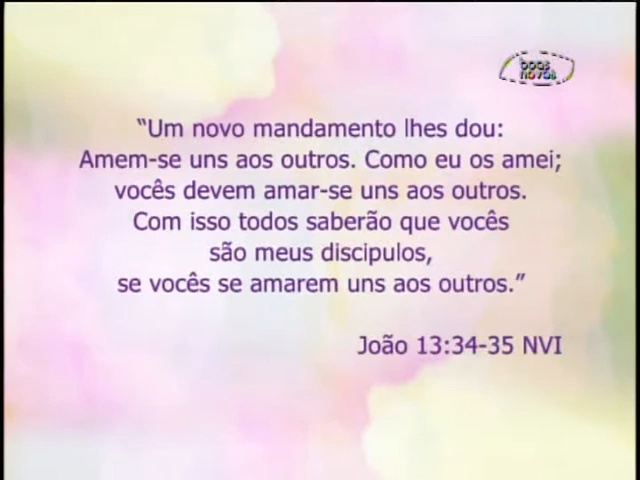 boas
novas
“Um novo mandamento lhes dou:
Amem-se uns aos outros. Como eu os amei;
vocês devem amar-se uns aos outros.
Com isso todos saberão que vocês
são meus discipulos,
se vocês se amarem uns aos outros.”
João 13:34-35 NVI